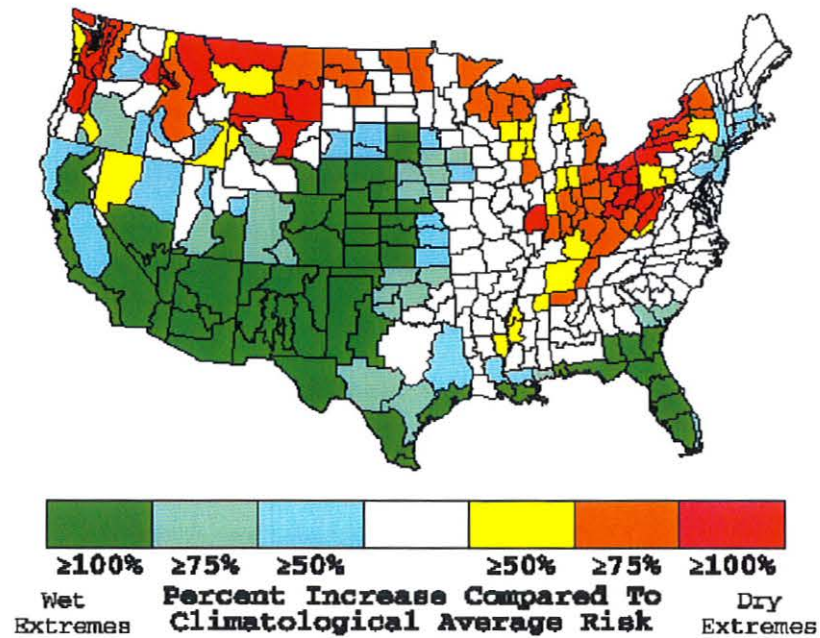 ≥100% ≥75% ≥50% ≥50% ≥75% ≥100%
Wet Extremes
Percent Increase Compared To
Climatological Average Risk
Dry Extremes